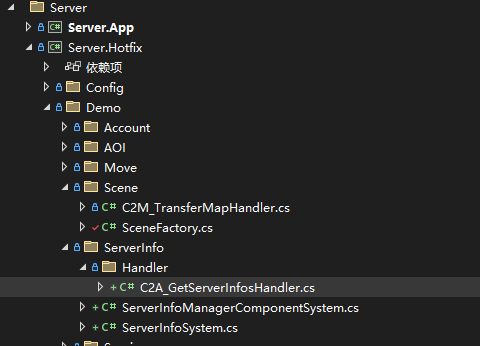 Server
C# Server.App
C# Server.Hotfix
依赖项
Config
Demo
Account
AOI
Move
Scene
C# C2M_TransferMapHandler.cs
C# SceneFactory.cs
ServerInfo
Handler
+ C# C2A_GetServerInfosHandler.cs
+ C# ServerInfoManagerComponentSystem.cs
+ C# ServerInfoSystem.cs